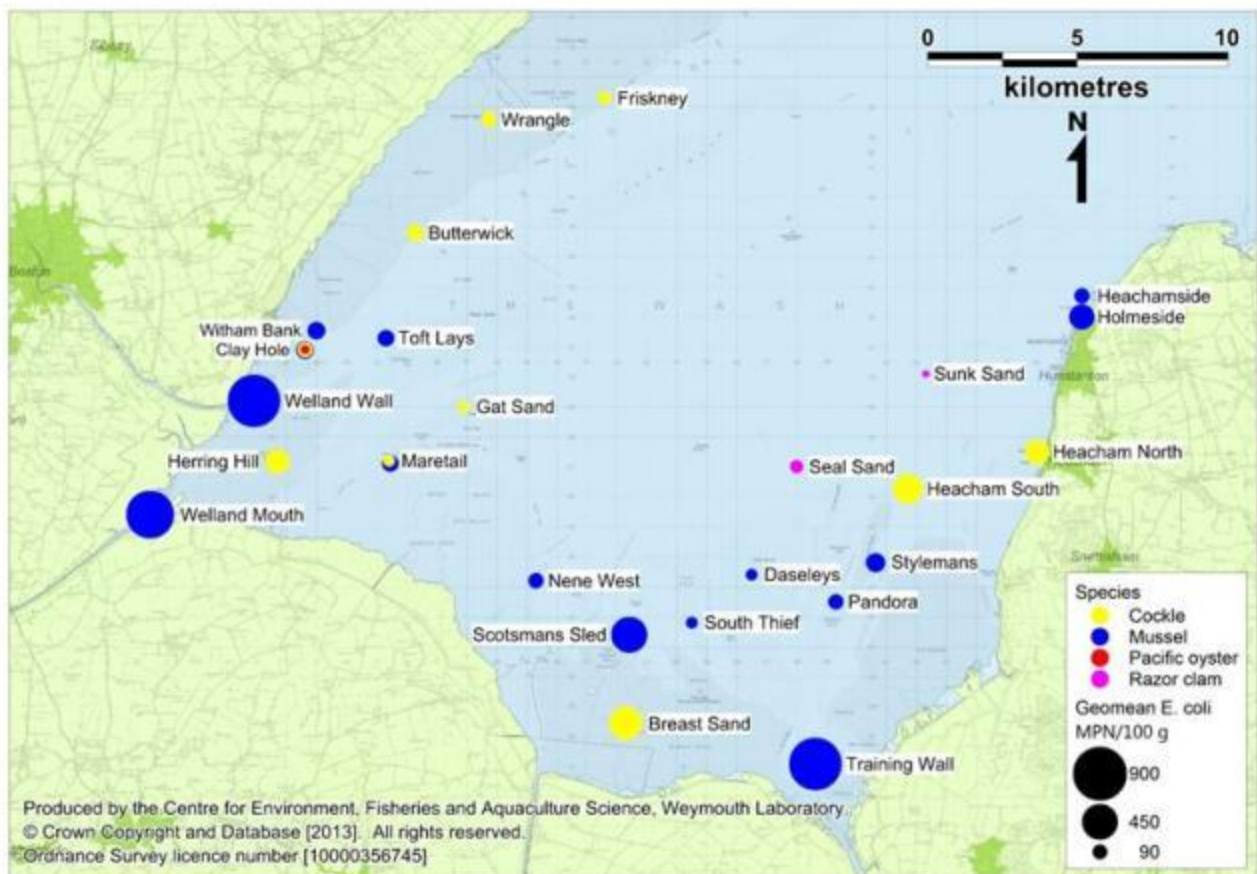 0 5 10
kilometres
N
Sibsey
Friskney
Wrangle
Butterwick
Boston
T H E W A S H
Heachamside
Holmeside
Witham Bank
Toft Lays
Clay Hole
Sunk Sand
Hunstanton
Welland Wall
Gat Sand
Heacham North
Herring Hill
Maretail
Seal Sand
Heacham South
Welland Mouth
Stylemans
Snettisham
Nene West
Daseleys
Pandora
South Thief
Scotsmans Sled
Breast Sand
Training Wall
Species
Cockle
Mussel
Pacific oyster
Razor clam
Geomean E. coli
MPN/100 g
900
450
90
Produced by the Centre for Environment, Fisheries and Aquaculture Science, Weymouth Laboratory.
© Crown Copyright and Database [2013]. All rights reserved.
Ordnance Survey licence number [10000356745]